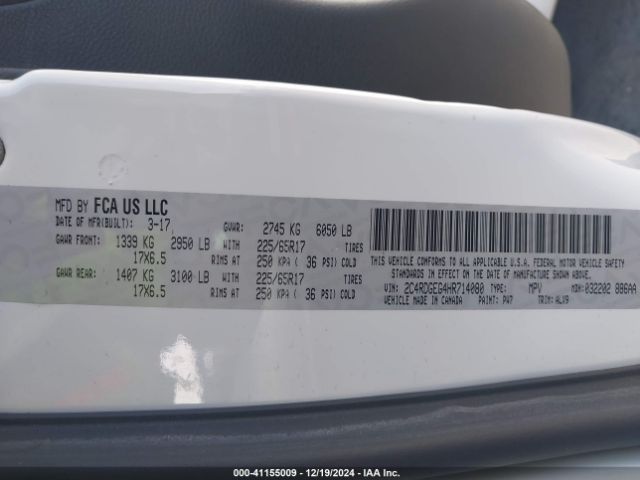 MFD BY FCA US LLC
DATE OF MFR(BUILT): 3-17 GVWR: 2745 KG 6050 LB
GAWR FRONT: 1339 KG 2950 LB WITH 225/65R17 TIRES
17X6.5 RIMS AT 250 KPA ( 36 PSI) COLD
GAWR REAR: 1407 KG 3100 LB WITH 225/65R17 TIRES
17X6.5 RIMS AT 250 KPA ( 36 PSI) COLD
THIS VEHICLE CONFORMS TO ALL APPLICABLE U.S.A. FEDERAL MOTOR VEHICLE SAFETY
STANDARDS IN EFFECT ON THE DATE OF MANUFACTURE SHOWN ABOVE.
VIN: 2C4RDGEG4HR714080 TYPE: MPV MDH: 032202 886AA
VEHICLE MADE IN CANADA PAINT: PW7 TRIM: ALX9
000-41155009 • 12/19/2024 • IAA Inc.